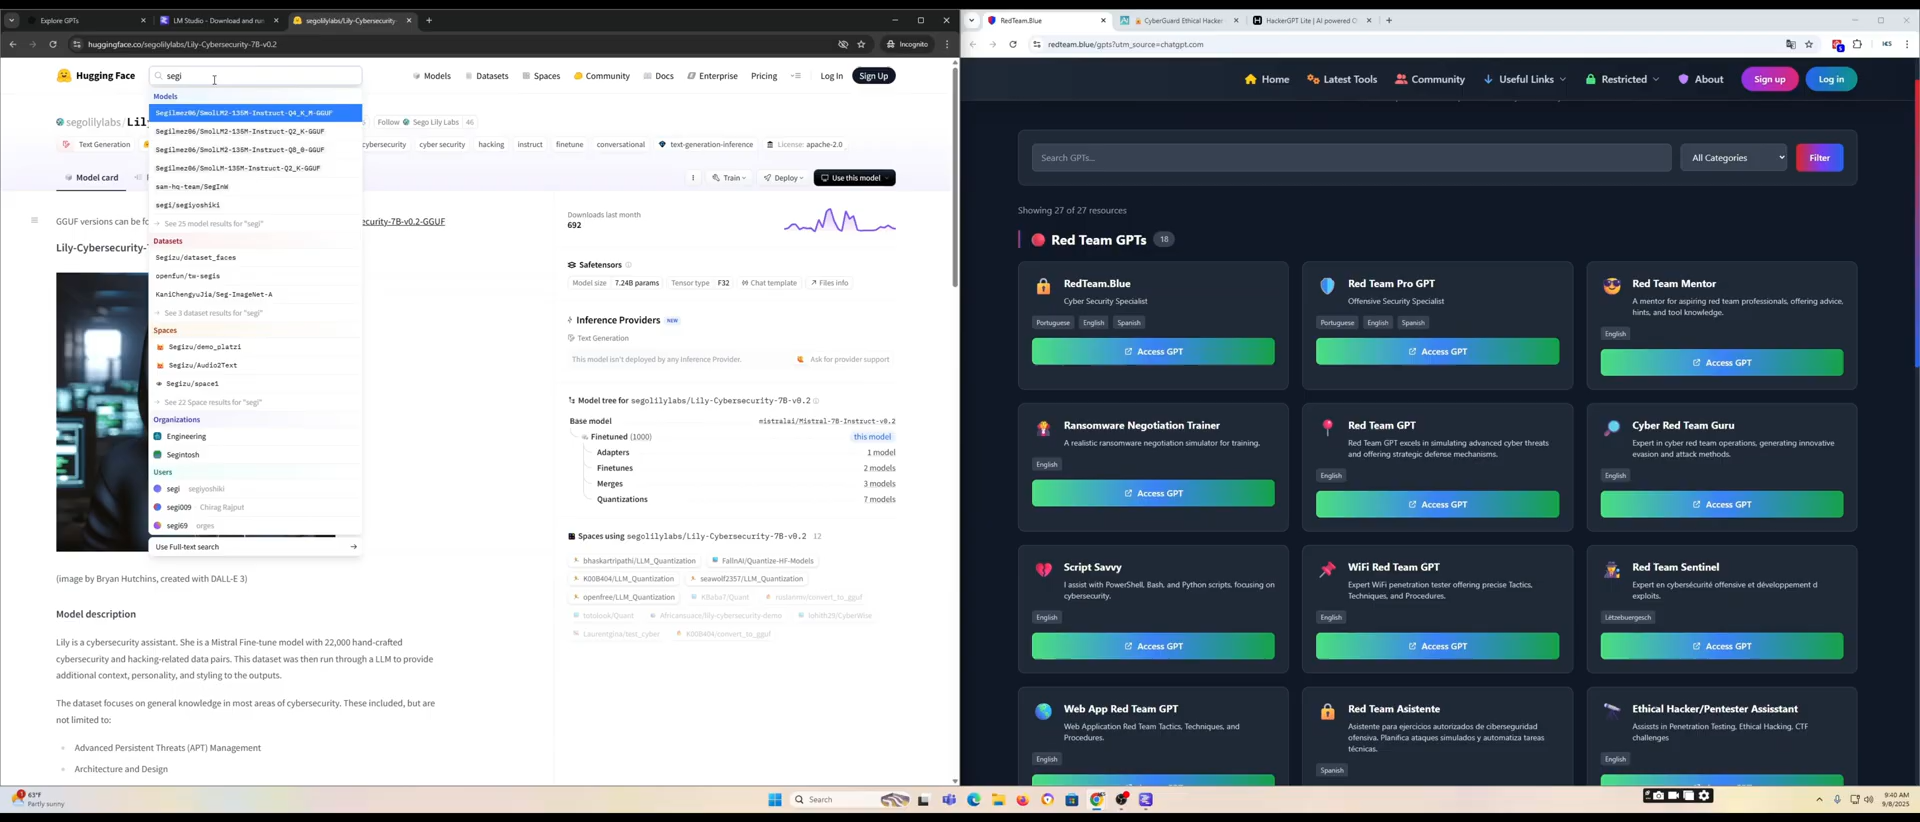 Explore GPTs
LM Studio - Download and run
segolilylabs/Lily-Cybersecurity-
huggingface.co/segolilylabs/Lily-Cybersecurity-7B-v0.2
Incognito
Hugging Face
segi
Models
Datasets
Spaces
Community
Docs
Enterprise
Pricing
Log In
Sign Up
Models
Segilmez06/SmolLM2-135M-Instruct-Q4_K_M-GGUF
Segilmez06/SmolLM2-135M-Instruct-Q2_K-GGUF
Segilmez06/SmolLM2-135M-Instruct-Q8_0-GGUF
Segilmez06/SmolLM-135M-Instruct-Q2_K-GGUF
sam-hq-team/SegInW
segi/segiyoshiki
See 25 model results for "segi"
Datasets
Segizu/dataset_faces
openfun/tw-segis
KaniChengyuJia/Seg-ImageNet-A
See 3 dataset results for "segi"
Spaces
Segizu/demo_platzi
Segizu/Audio2Text
Segizu/space1
See 22 Space results for "segi"
Organizations
Engineering
Segintosh
Users
segi segiyoshiki
segi009 Chirag Rajput
segi69 orges
Use Full-text search
segolilylabs/Lily
Follow
Sego Lily Labs
46
Text Generation
cybersecurity
cyber security
hacking
instruct
finetune
conversational
text-generation-inference
License: apache-2.0
Model card
Train
Deploy
Use this model
GGUF versions can be fo
curity-7B-v0.2-GGUF
Lily-Cybersecurity-7
(image by Bryan Hutchins, created with DALL-E 3)
Model description
Lily is a cybersecurity assistant. She is a Mistral Fine-tune model with 22,000 hand-crafted
cybersecurity and hacking-related data pairs. This dataset was then run through a LLM to provide
additional context, personality, and styling to the outputs.
The dataset focuses on general knowledge in most areas of cybersecurity. These included, but are
not limited to:
Advanced Persistent Threats (APT) Management
Architecture and Design
Downloads last month
692
Safetensors
Model size
7.24B params
Tensor type
F32
Chat template
Files info
Inference Providers NEW
Text Generation
This model isn't deployed by any Inference Provider.
Ask for provider support
Model tree for segolilylabs/Lily-Cybersecurity-7B-v0.2
Base model
mistralai/Mistral-7B-Instruct-v0.2
Finetuned (1000)
this model
Adapters
1 model
Finetunes
2 models
Merges
3 models
Quantizations
7 models
Spaces using segolilylabs/Lily-Cybersecurity-7B-v0.2 12
bhaskartripathi/LLM_Quantization
FallnAI/Quantize-HF-Models
K00B404/LLM_Quantization
seawolf2357/LLM_Quantization
openfree/LLM_Quantization
KBaba7/Quant
ruslanmv/convert_to_gguf
totolook/Quant
Africansuace/lily-cybersecurity-demo
lohith29/CyberWise
Laurentgina/test_cyber
K00B404/convert_to_gguf
RedTeam.Blue
CyberGuard Ethical Hacker
HackerGPT Lite | AI powered C
redteam.blue/gpts?utm_source=chatgpt.com
Home
Latest Tools
Community
Useful Links
Restricted
About
Sign up
Log in
Search GPTs...
All Categories
Filter
Showing 27 of 27 resources
Red Team GPTs
18
RedTeam.Blue
Cyber Security Specialist
Portuguese
English
Spanish
Access GPT
Red Team Pro GPT
Offensive Security Specialist
Portuguese
English
Spanish
Access GPT
Red Team Mentor
A mentor for aspiring red team professionals, offering advice,
hints, and tool knowledge.
English
Access GPT
Ransomware Negotiation Trainer
A realistic ransomware negotiation simulator for training.
English
Access GPT
Red Team GPT
Red Team GPT excels in simulating advanced cyber threats
and offering strategic defense mechanisms.
English
Access GPT
Cyber Red Team Guru
Expert in cyber red team operations, generating innovative
evasion and attack methods.
English
Access GPT
Script Savvy
I assist with PowerShell, Bash, and Python scripts, focusing on
cybersecurity.
English
Access GPT
WiFi Red Team GPT
Expert WiFi penetration tester offering precise Tactics,
Techniques, and Procedures.
English
Access GPT
Red Team Sentinel
Expert en cybersécurité offensive et développement d
exploits.
Lëtzebuergesch
Access GPT
Web App Red Team GPT
Web Application Red Team Tactics, Techniques, and
Procedures.
English
Red Team Asistente
Asistente para ejercicios autorizados de ciberseguridad
ofensiva. Planifica ataques simulados y automatiza tareas
técnicas.
Spanish
Ethical Hacker/Pentester Assisstant
Assists in Penetration Testing, Ethical Hacking, CTF
challenges
English
63°F
Partly sunny
Search
9:40 AM
9/8/2025